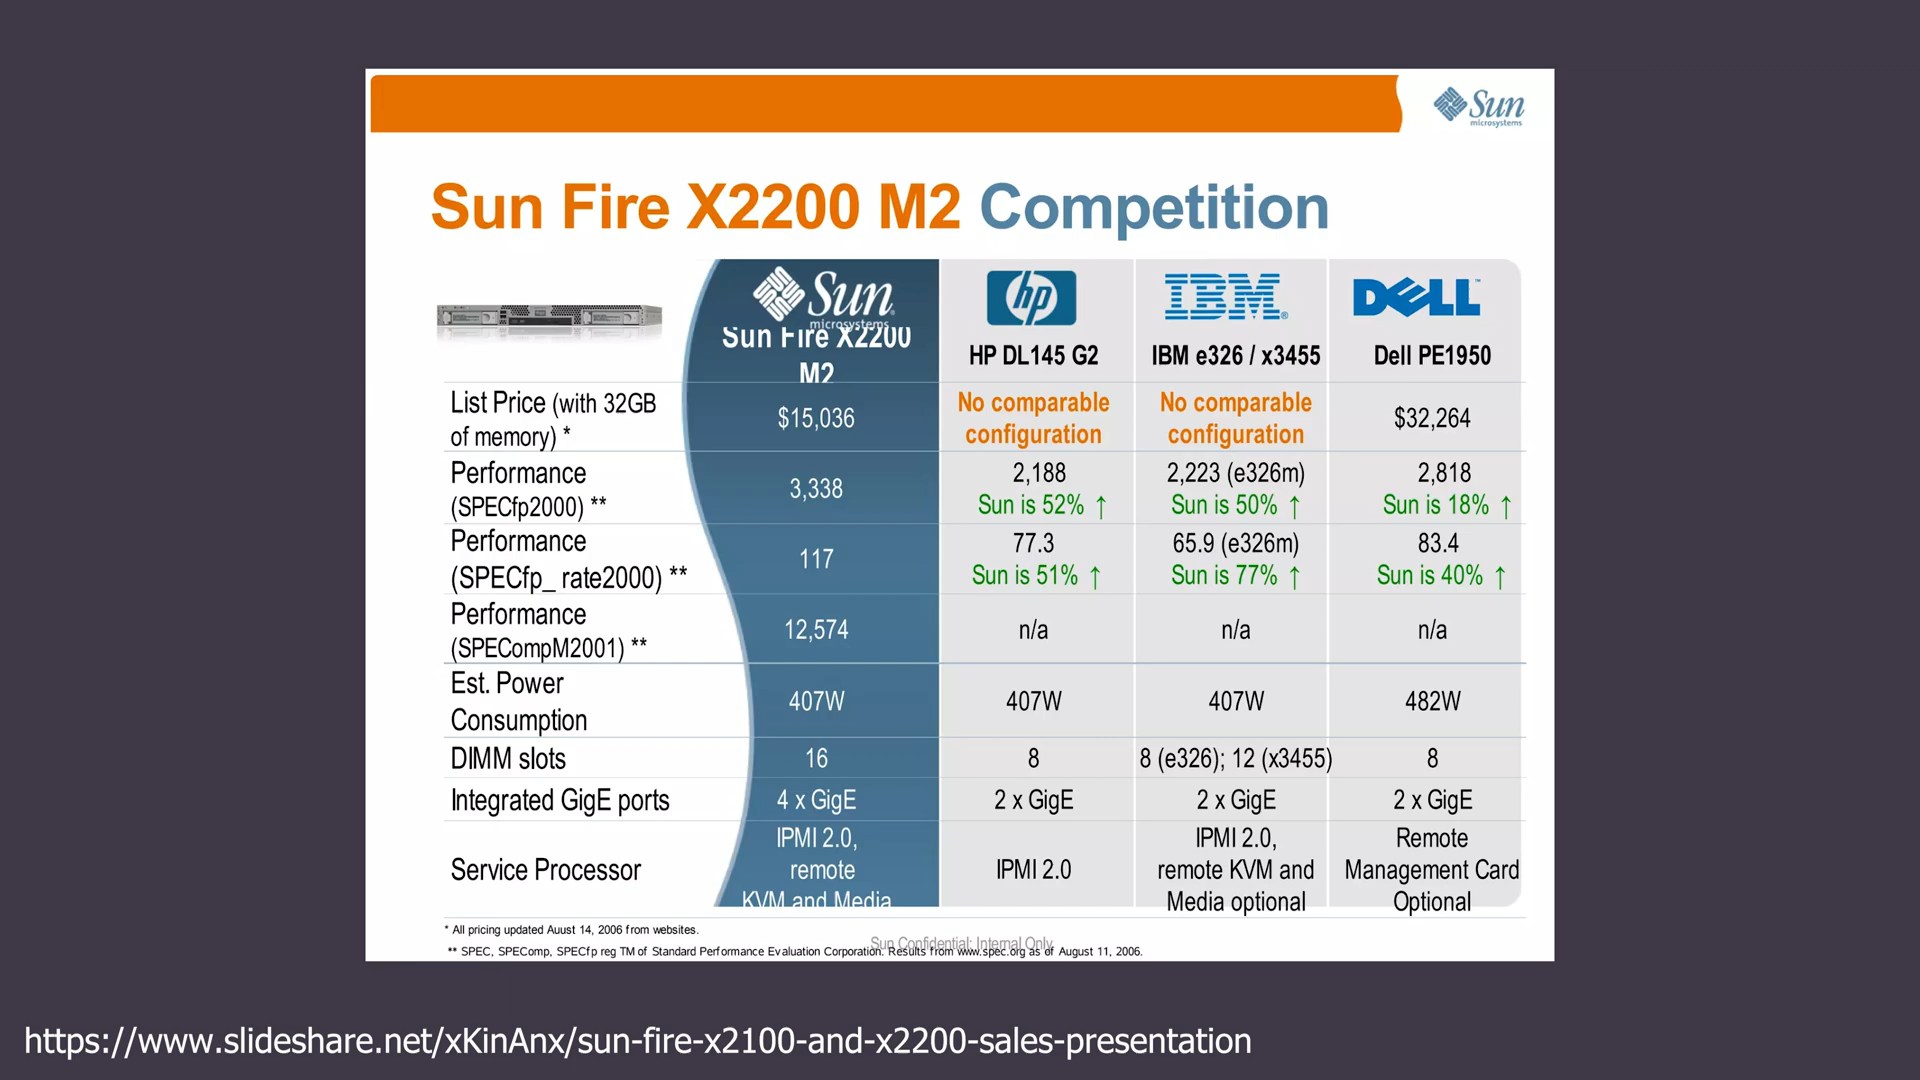 Sun
microsystems
Sun Fire X2200 M2 Competition
Sun
microsystems
Sun Fire X2200
M2
hp
HP DL145 G2
IBM
IBM e326 / x3455
DELL
Dell PE1950
List Price (with 32GB
of memory) *
$15,036
No comparable
configuration
No comparable
configuration
$32,264
Performance
(SPECfp2000) **
3,338
2,188
Sun is 52% ↑
2,223 (e326m)
Sun is 50% ↑
2,818
Sun is 18% ↑
Performance
(SPECfp_ rate2000) **
117
77.3
Sun is 51% ↑
65.9 (e326m)
Sun is 77% ↑
83.4
Sun is 40% ↑
Performance
(SPECompM2001) **
12,574
n/a
n/a
n/a
Est. Power
Consumption
407W
407W
407W
482W
DIMM slots
16
8
8 (e326); 12 (x3455)
8
Integrated GigE ports
4 x GigE
2 x GigE
2 x GigE
2 x GigE
Service Processor
IPMI 2.0,
remote
KVM and Media
IPMI 2.0
IPMI 2.0,
remote KVM and
Media optional
Remote
Management Card
Optional
* All pricing updated Auust 14, 2006 from websites.
Sun Confidential: Internal Only
** SPEC, SPEComp, SPECfp reg TM of Standard Performance Evaluation Corporation. Results from www.spec.org as of August 11, 2006.
https://www.slideshare.net/xKinAnx/sun-fire-x2100-and-x2200-sales-presentation